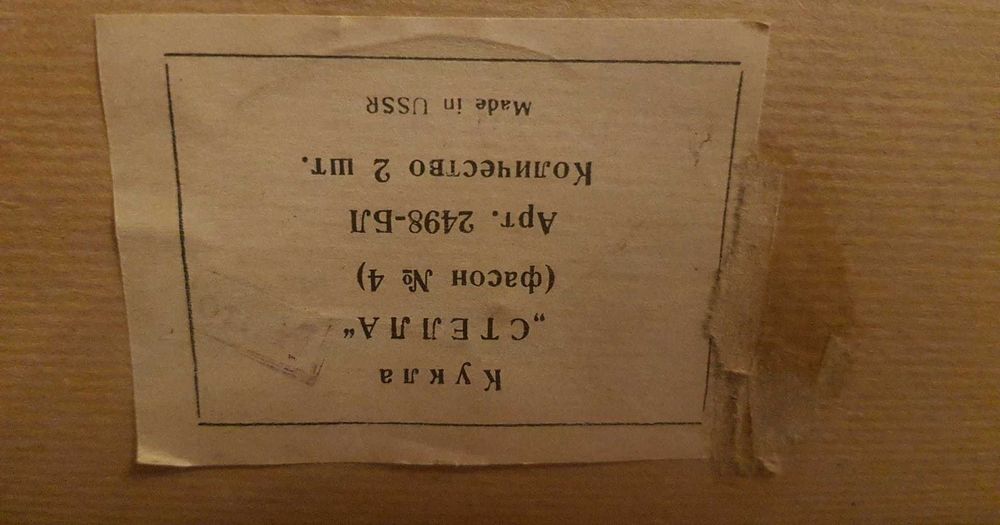 Кукла
„СТЕЛЛА“
(фасон № 4)
Арт. 2498-БЛ
Количество 2 шт.
Made in USSR